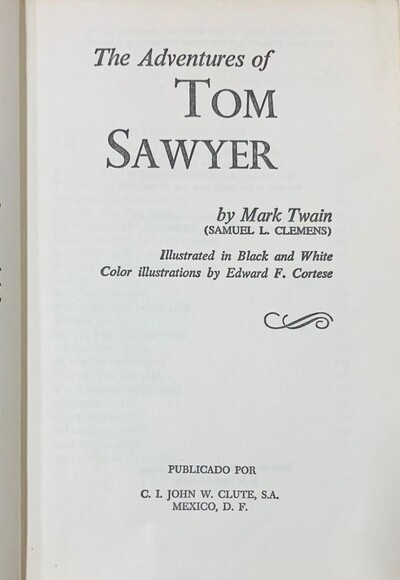 The Adventures of
TOM
SAWYER
by Mark Twain
(SAMUEL L. CLEMENS)
Illustrated in Black and White
Color illustrations by Edward F. Cortese
PUBLICADO POR
C. I. JOHN W. CLUTE, S.A.
MEXICO, D. F.